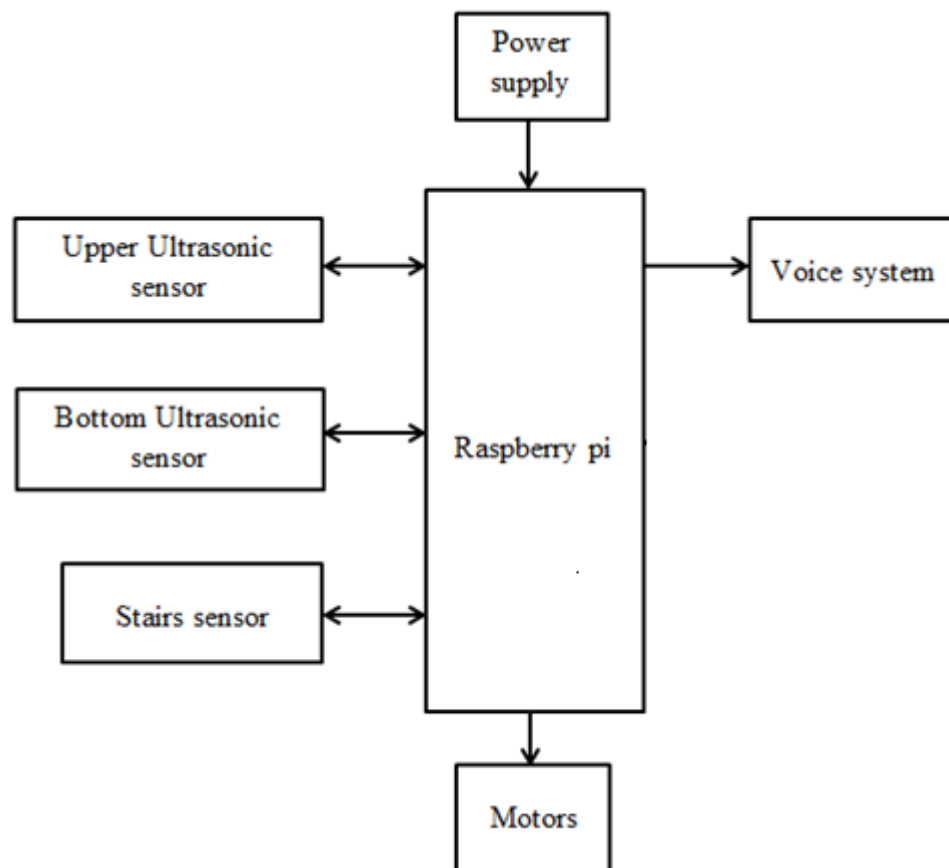 Power
supply
Upper Ultrasonic
sensor
Voice system
Bottom Ultrasonic
sensor
Raspberry pi
Stairs sensor
Motors